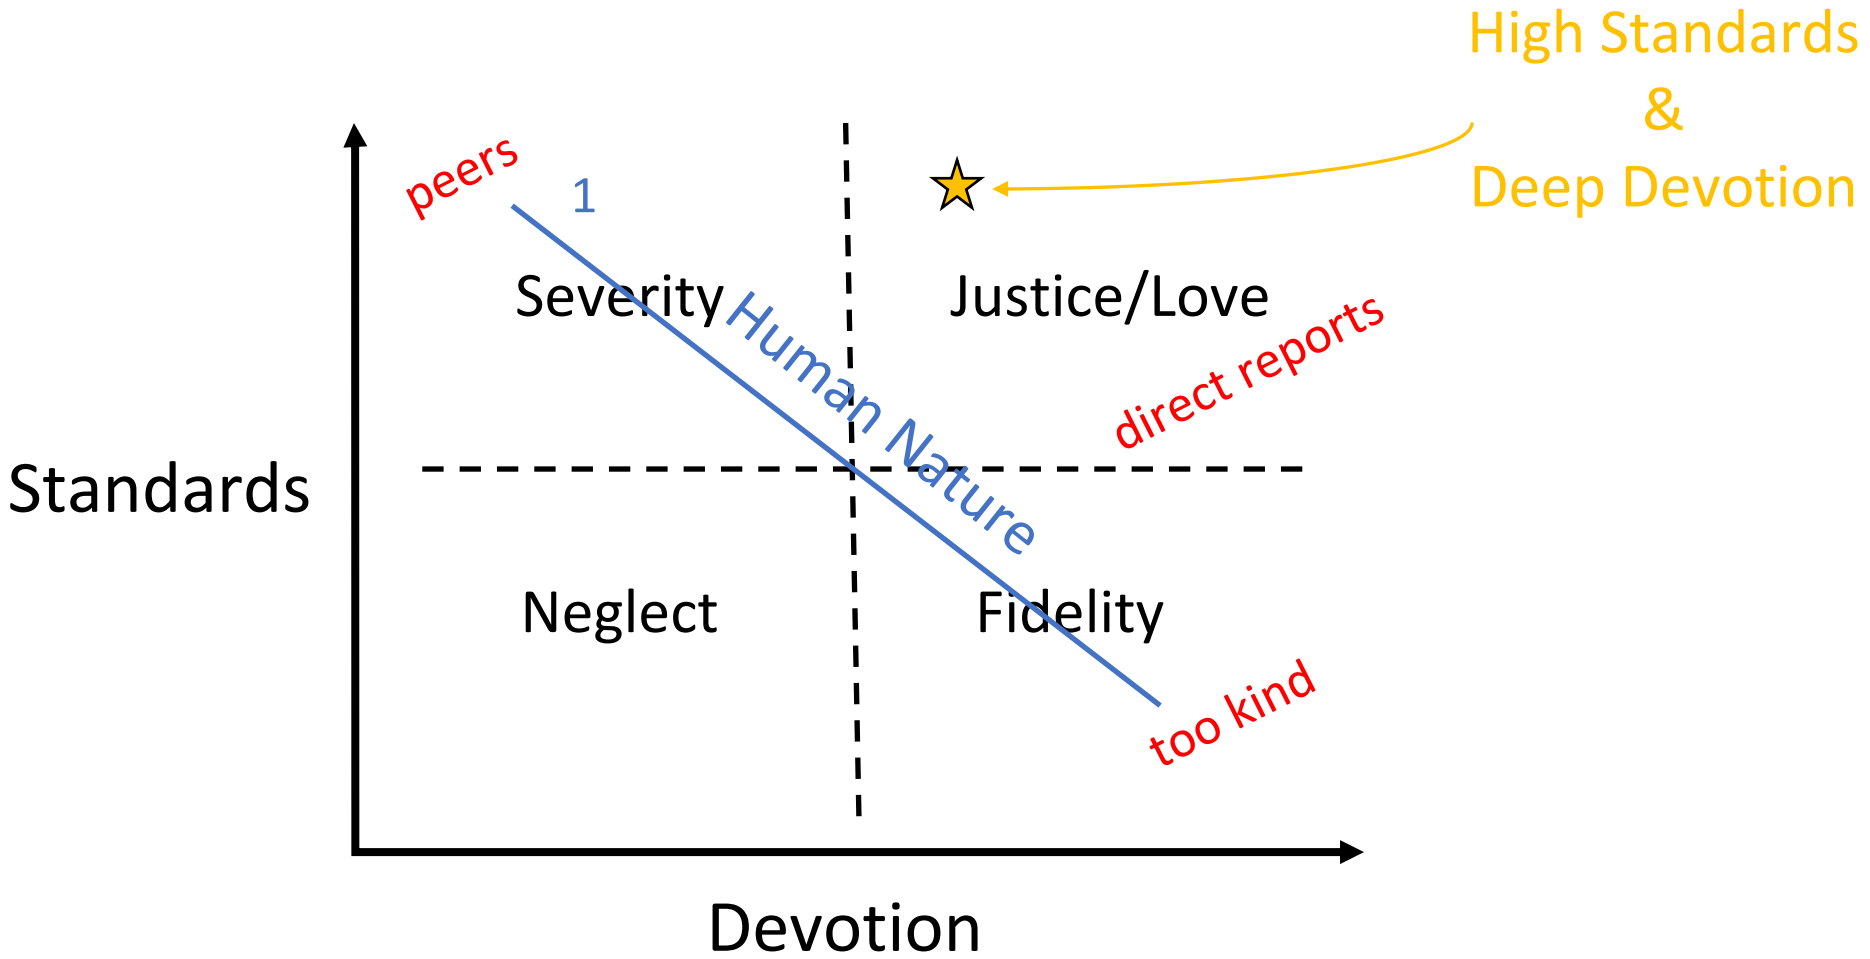 High Standards
&
Deep Devotion
peers
1
Severity
Justice/Love
Human Nature
direct reports
Standards
Neglect
Fidelity
too kind
Devotion